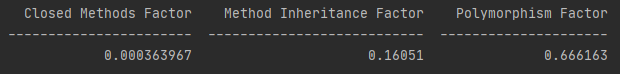 Closed Methods Factor Method Inheritance Factor Polymorphism Factor
----------------------- --------------------------- ---------------------
0.000363967 0.16051 0.666163